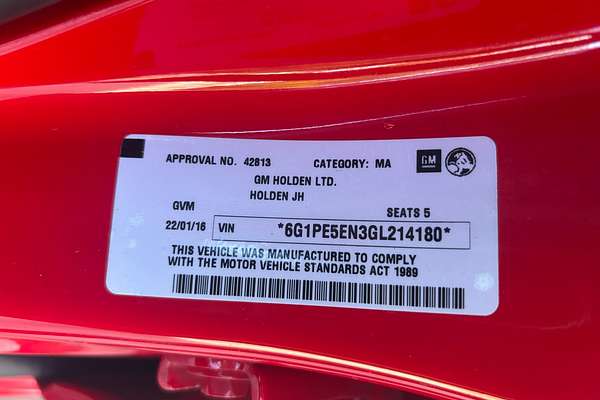 APPROVAL NO. 42813 CATEGORY: MA GM
GM HOLDEN LTD.
HOLDEN JH
GVM SEATS 5
22/01/16 VIN *6G1PE5EN3GL214180*
THIS VEHICLE WAS MANUFACTURED TO COMPLY
WITH THE MOTOR VEHICLE STANDARDS ACT 1989